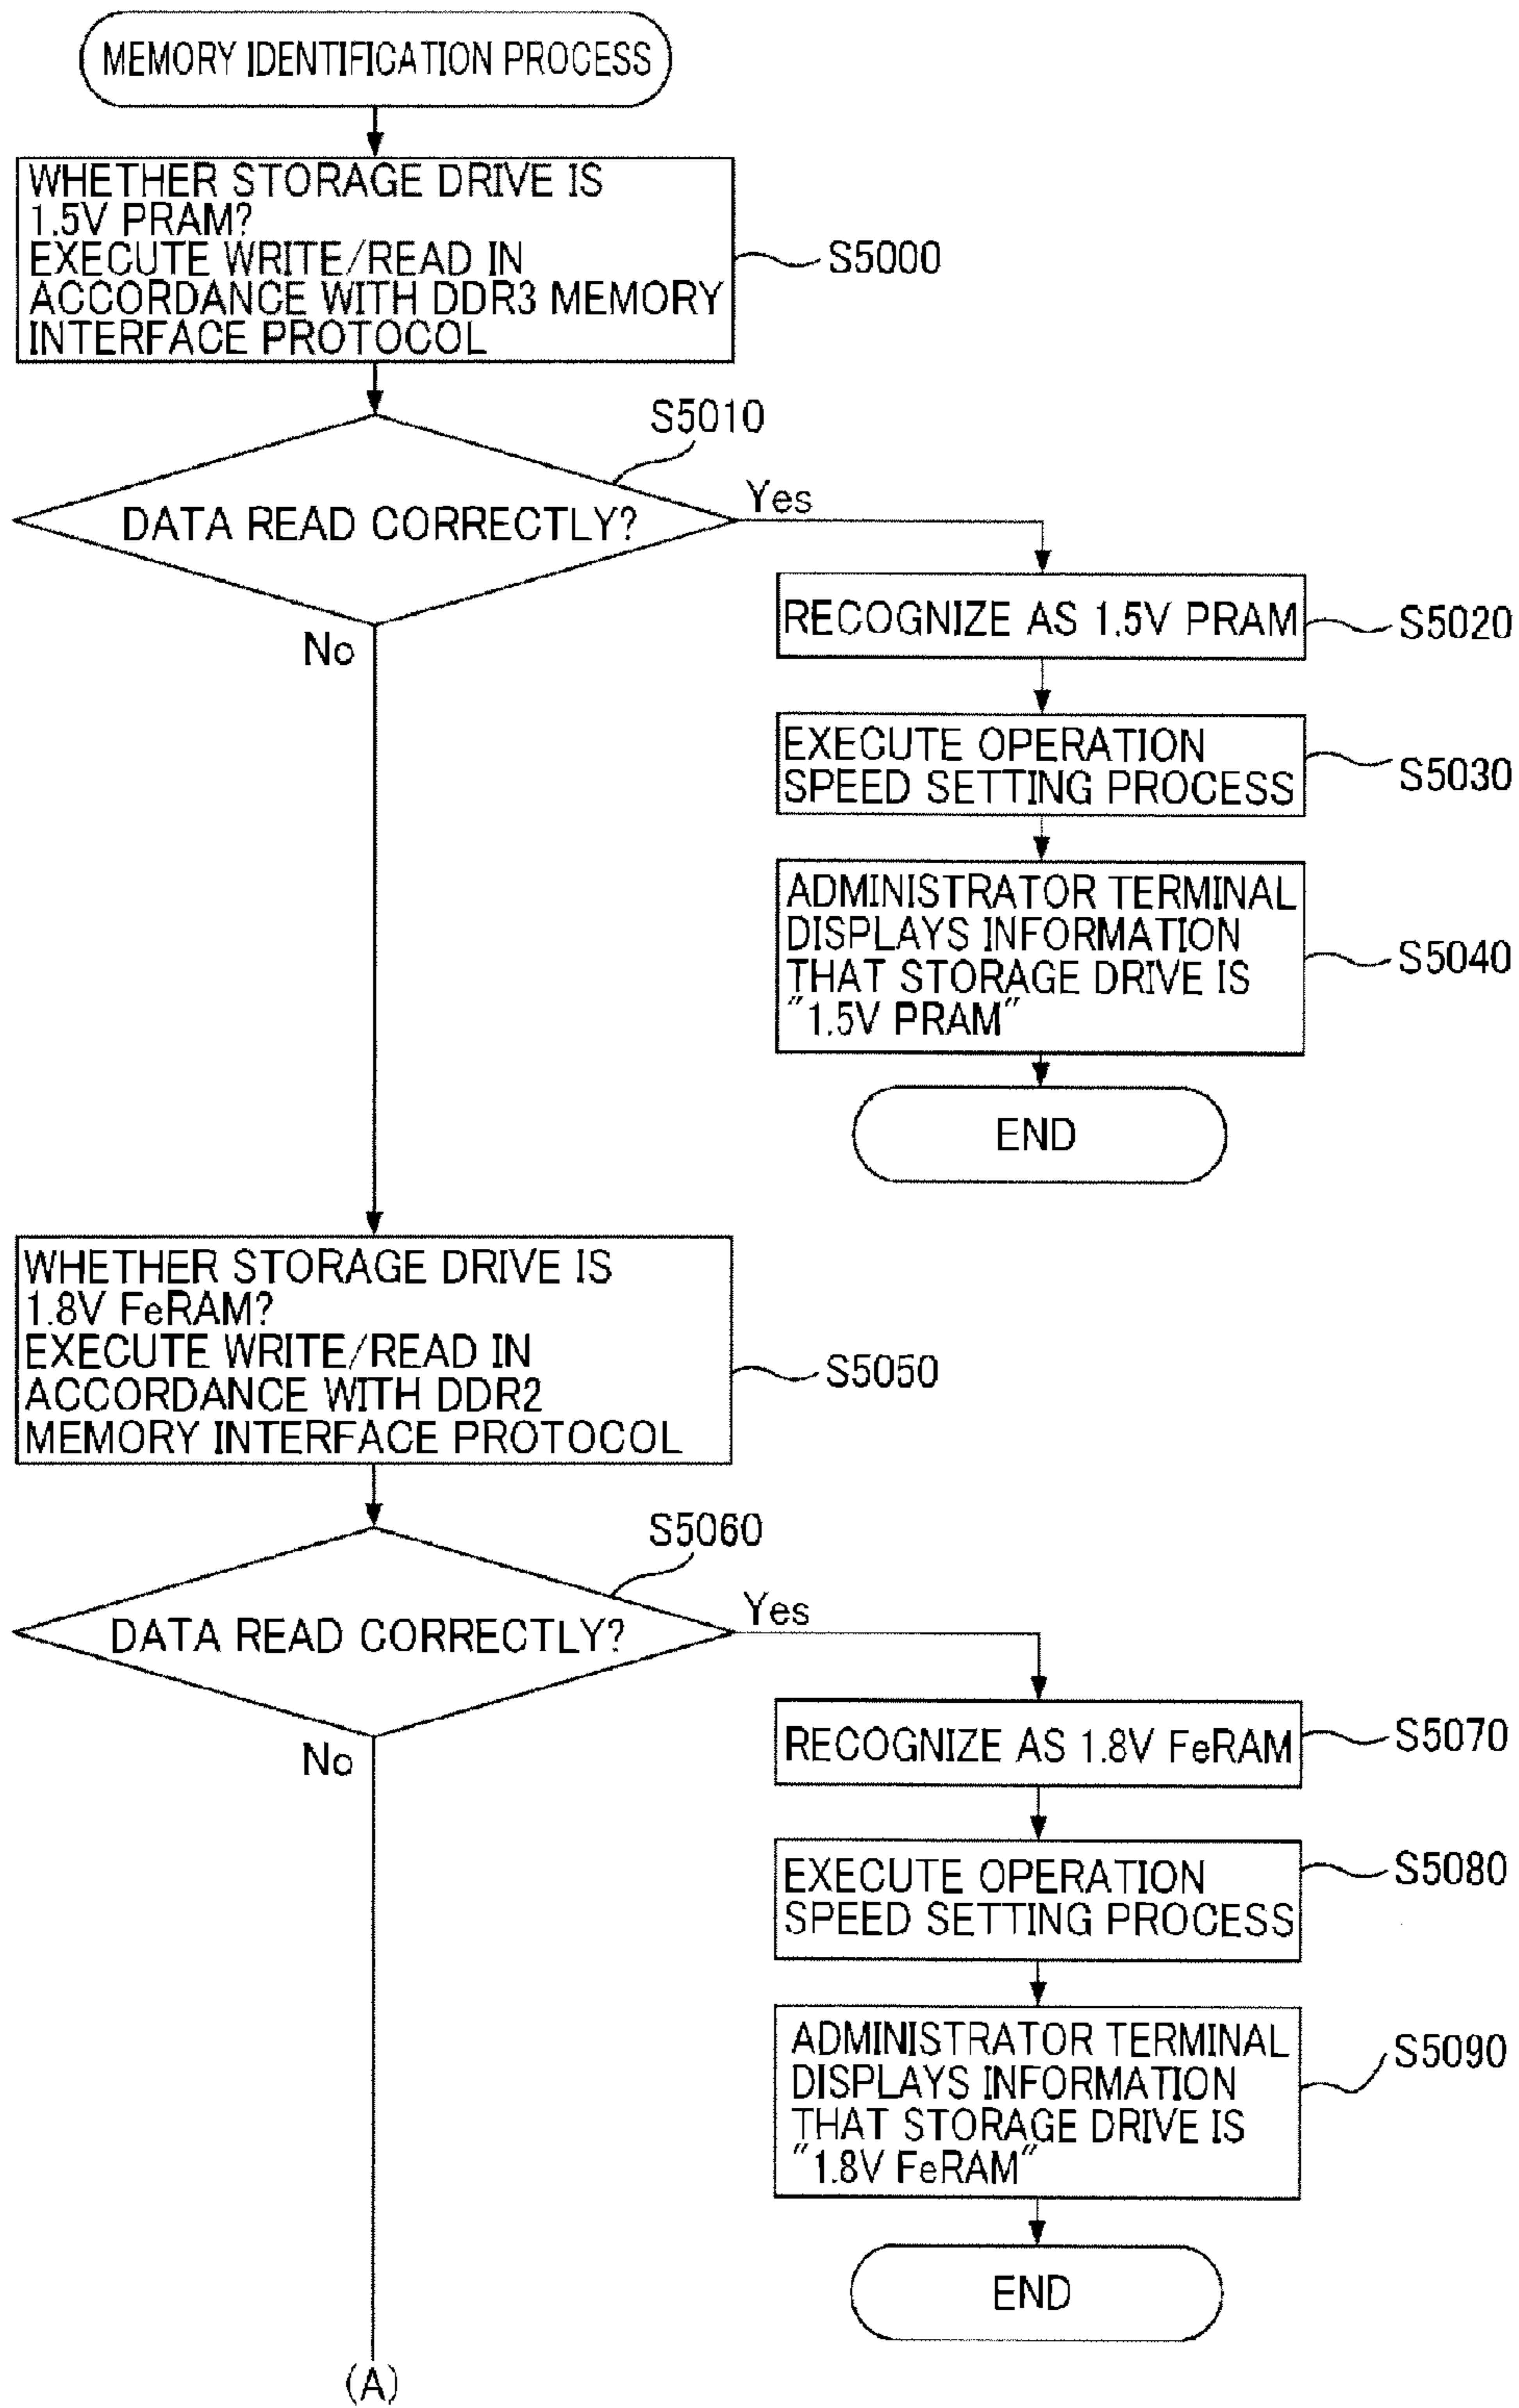 MEMORY IDENTIFICATION PROCESS
WHETHER STORAGE DRIVE IS
1.5V PRAM?
EXECUTE WRITE/READ IN
ACCORDANCE WITH DDR3 MEMORY
INTERFACE PROTOCOL
S5000
S5010
DATA READ CORRECTLY?
Yes
No
RECOGNIZE AS 1.5V PRAM
S5020
EXECUTE OPERATION
SPEED SETTING PROCESS
S5030
ADMINISTRATOR TERMINAL
DISPLAYS INFORMATION
THAT STORAGE DRIVE IS
"1.5V PRAM"
S5040
END
WHETHER STORAGE DRIVE IS
1.8V FeRAM?
EXECUTE WRITE/READ IN
ACCORDANCE WITH DDR2
MEMORY INTERFACE PROTOCOL
S5050
S5060
DATA READ CORRECTLY?
Yes
No
RECOGNIZE AS 1.8V FeRAM
S5070
EXECUTE OPERATION
SPEED SETTING PROCESS
S5080
ADMINISTRATOR TERMINAL
DISPLAYS INFORMATION
THAT STORAGE DRIVE IS
"1.8V FeRAM"
S5090
END
(A)